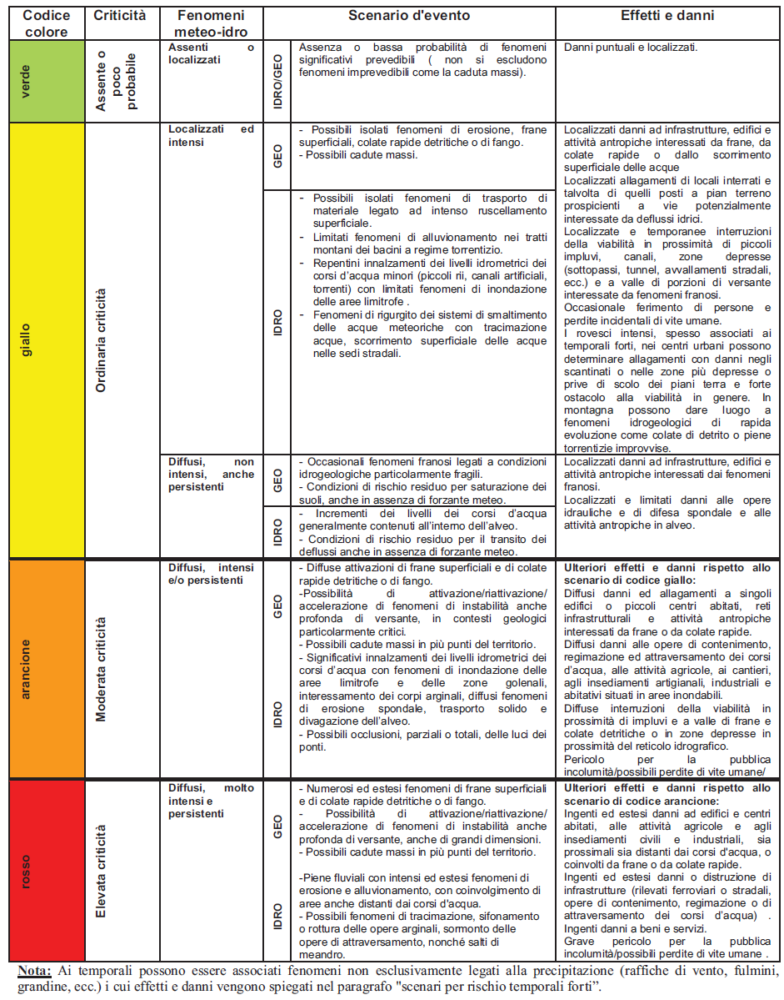 Codice colore
Criticità
Fenomeni meteo-idro
Scenario d'evento
Effetti e danni
verde
Assente o
poco
probabile
Assenti o
localizzati
IDRO/GEO
Assenza o bassa probabilità di fenomeni
significativi prevedibili ( non si escludono
fenomeni imprevedibili come la caduta massi).
Danni puntuali e localizzati.
giallo
Ordinaria criticità
Localizzati ed
intensi
GEO
- Possibili isolati fenomeni di erosione, frane
superficiali, colate rapide detritiche o di fango.
- Possibili cadute massi.
IDRO
- Possibili isolati fenomeni di trasporto di
materiale legato ad intenso ruscellamento
superficiale.
- Limitati fenomeni di alluvionamento nei tratti
montani dei bacini a regime torrentizio.
- Repentini innalzamenti dei livelli idrometrici dei
corsi d'acqua minori (piccoli rii, canali artificiali,
torrenti) con limitati fenomeni di inondazione
delle aree limitrofe .
- Fenomeni di rigurgito dei sistemi di smaltimento
delle acque meteoriche con tracimazione
acque, scorrimento superficiale delle acque
nelle sedi stradali.
Localizzati danni ad infrastrutture, edifici e
attività antropiche interessati da frane, da
colate rapide o dallo scorrimento
superficiale delle acque
Localizzati allagamenti di locali interrati e
talvolta di quelli posti a pian terreno
prospicienti a vie potenzialmente
interessate da deflussi idrici.
Localizzate e temporanee interruzioni
della viabilità in prossimità di piccoli
impluvi, canali, zone depresse
(sottopassi, tunnel, avvallamenti stradali,
ecc.) e a valle di porzioni di versante
interessate da fenomeni franosi.
Occasionale ferimento di persone e
perdite incidentali di vite umane.
I rovesci intensi, spesso associati ai
temporali forti, nei centri urbani possono
determinare allagamenti con danni negli
scantinati o nelle zone più depresse o
prive di scolo dei piani terra e forte
ostacolo alla viabilità in genere. In
montagna possono dare luogo a
fenomeni idrogeologici di rapida
evoluzione come colate di detrito o piene
torrentizie improvvise.
Diffusi, non
intensi, anche
persistenti
GEO
- Occasionali fenomeni franosi legati a condizioni
idrogeologiche particolarmente fragili.
- Condizioni di rischio residuo per saturazione dei
suoli, anche in assenza di forzante meteo.
IDRO
- Incrementi dei livelli dei corsi d'acqua
generalmente contenuti all'interno dell'alveo.
- Condizioni di rischio residuo per il transito dei
deflussi anche in assenza di forzante meteo.
Localizzati danni ad infrastrutture, edifici e
attività antropiche interessati dai fenomeni
franosi.
Localizzati e limitati danni alle opere
idrauliche e di difesa spondale e alle
attività antropiche in alveo.
arancione
Moderata criticità
Diffusi, intensi
e/o persistenti
GEO
- Diffuse attivazioni di frane superficiali e di colate
rapide detritiche o di fango.
-Possibilità di attivazione/riattivazione/
accelerazione di fenomeni di instabilità anche
profonda di versante, in contesti geologici
particolarmente critici.
- Possibili cadute massi in più punti del territorio.
IDRO
- Significativi innalzamenti dei livelli idrometrici dei
corsi d'acqua con fenomeni di inondazione delle
aree limitrofe e delle zone golenali,
interessamento dei corpi arginali, diffusi fenomeni
di erosione spondale, trasporto solido e
divagazione dell'alveo.
- Possibili occlusioni, parziali o totali, delle luci dei
ponti.
Ulteriori effetti e danni rispetto allo
scenario di codice giallo:
Diffusi danni ed allagamenti a singoli
edifici o piccoli centri abitati, reti
infrastrutturali e attività antropiche
interessati da frane o da colate rapide.
Diffusi danni alle opere di contenimento,
regimazione ed attraversamento dei corsi
d'acqua, alle attività agricole, ai cantieri,
agli insediamenti artigianali, industriali e
abitativi situati in aree inondabili.
Diffuse interruzioni della viabilità in
prossimità di impluvi e a valle di frane e
colate detritiche o in zone depresse in
prossimità del reticolo idrografico.
Pericolo per la pubblica
incolumità/possibili perdite di vite umane/
rosso
Elevata criticità
Diffusi, molto
intensi e
persistenti
GEO
- Numerosi ed estesi fenomeni di frane superficiali
e di colate rapide detritiche o di fango.
- Possibilità di attivazione/riattivazione/
accelerazione di fenomeni di instabilità anche
profonda di versante, anche di grandi dimensioni.
- Possibili cadute massi in più punti del territorio.
IDRO
-Piene fluviali con intensi ed estesi fenomeni di
erosione e alluvionamento, con coinvolgimento di
aree anche distanti dai corsi d'acqua.
- Possibili fenomeni di tracimazione, sifonamento
o rottura delle opere arginali, sormonto delle
opere di attraversamento, nonché salti di
meandro.
Ulteriori effetti e danni rispetto allo
scenario di codice arancione:
Ingenti ed estesi danni ad edifici e centri
abitati, alle attività agricole e agli
insediamenti civili e industriali, sia
prossimali sia distanti dai corsi d'acqua, o
coinvolti da frane o da colate rapide.
Ingenti ed estesi danni o distruzione di
infrastrutture (rilevati ferroviari o stradali,
opere di contenimento, regimazione o di
attraversamento dei corsi d'acqua) .
Ingenti danni a beni e servizi.
Grave pericolo per la pubblica
incolumità/possibili perdite di vite umane .
Nota: Ai temporali possono essere associati fenomeni non esclusivamente legati alla precipitazione (raffiche di vento, fulmini,
grandine, ecc.) i cui effetti e danni vengono spiegati nel paragrafo "scenari per rischio temporali forti”.